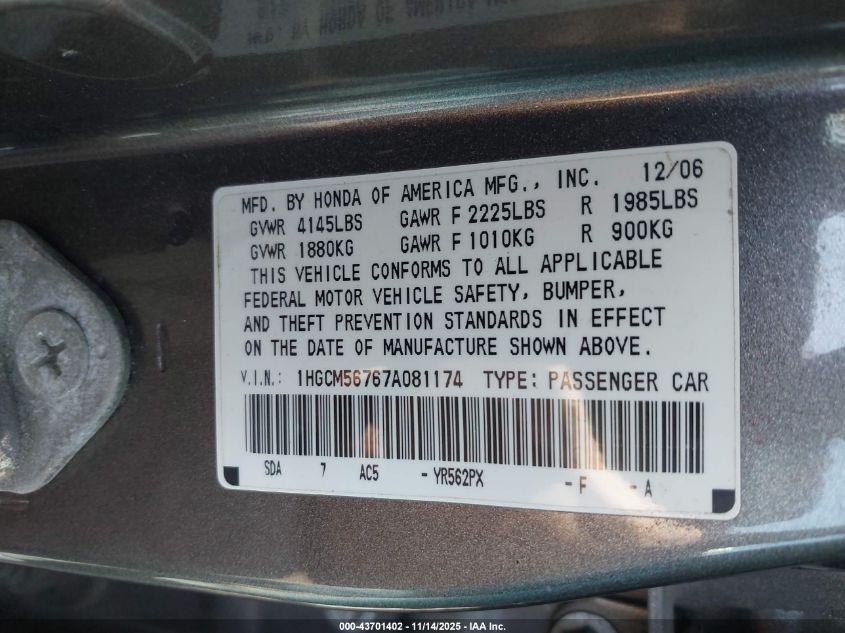 MFD. BY HONDA OF AMERICA MFG., INC. 12/06
GVWR 4145LBS GAWR F 2225LBS R 1985LBS
GVWR 1880KG GAWR F 1010KG R 900KG
THIS VEHICLE CONFORMS TO ALL APPLICABLE
FEDERAL MOTOR VEHICLE SAFETY, BUMPER,
AND THEFT PREVENTION STANDARDS IN EFFECT
ON THE DATE OF MANUFACTURE SHOWN ABOVE.
V.I.N.: 1HGCM56767A081174 TYPE: PASSENGER CAR
SDA 7 AC5 - YR562PX - F - A
000-43701402 - 11/14/2025 - IAA Inc.